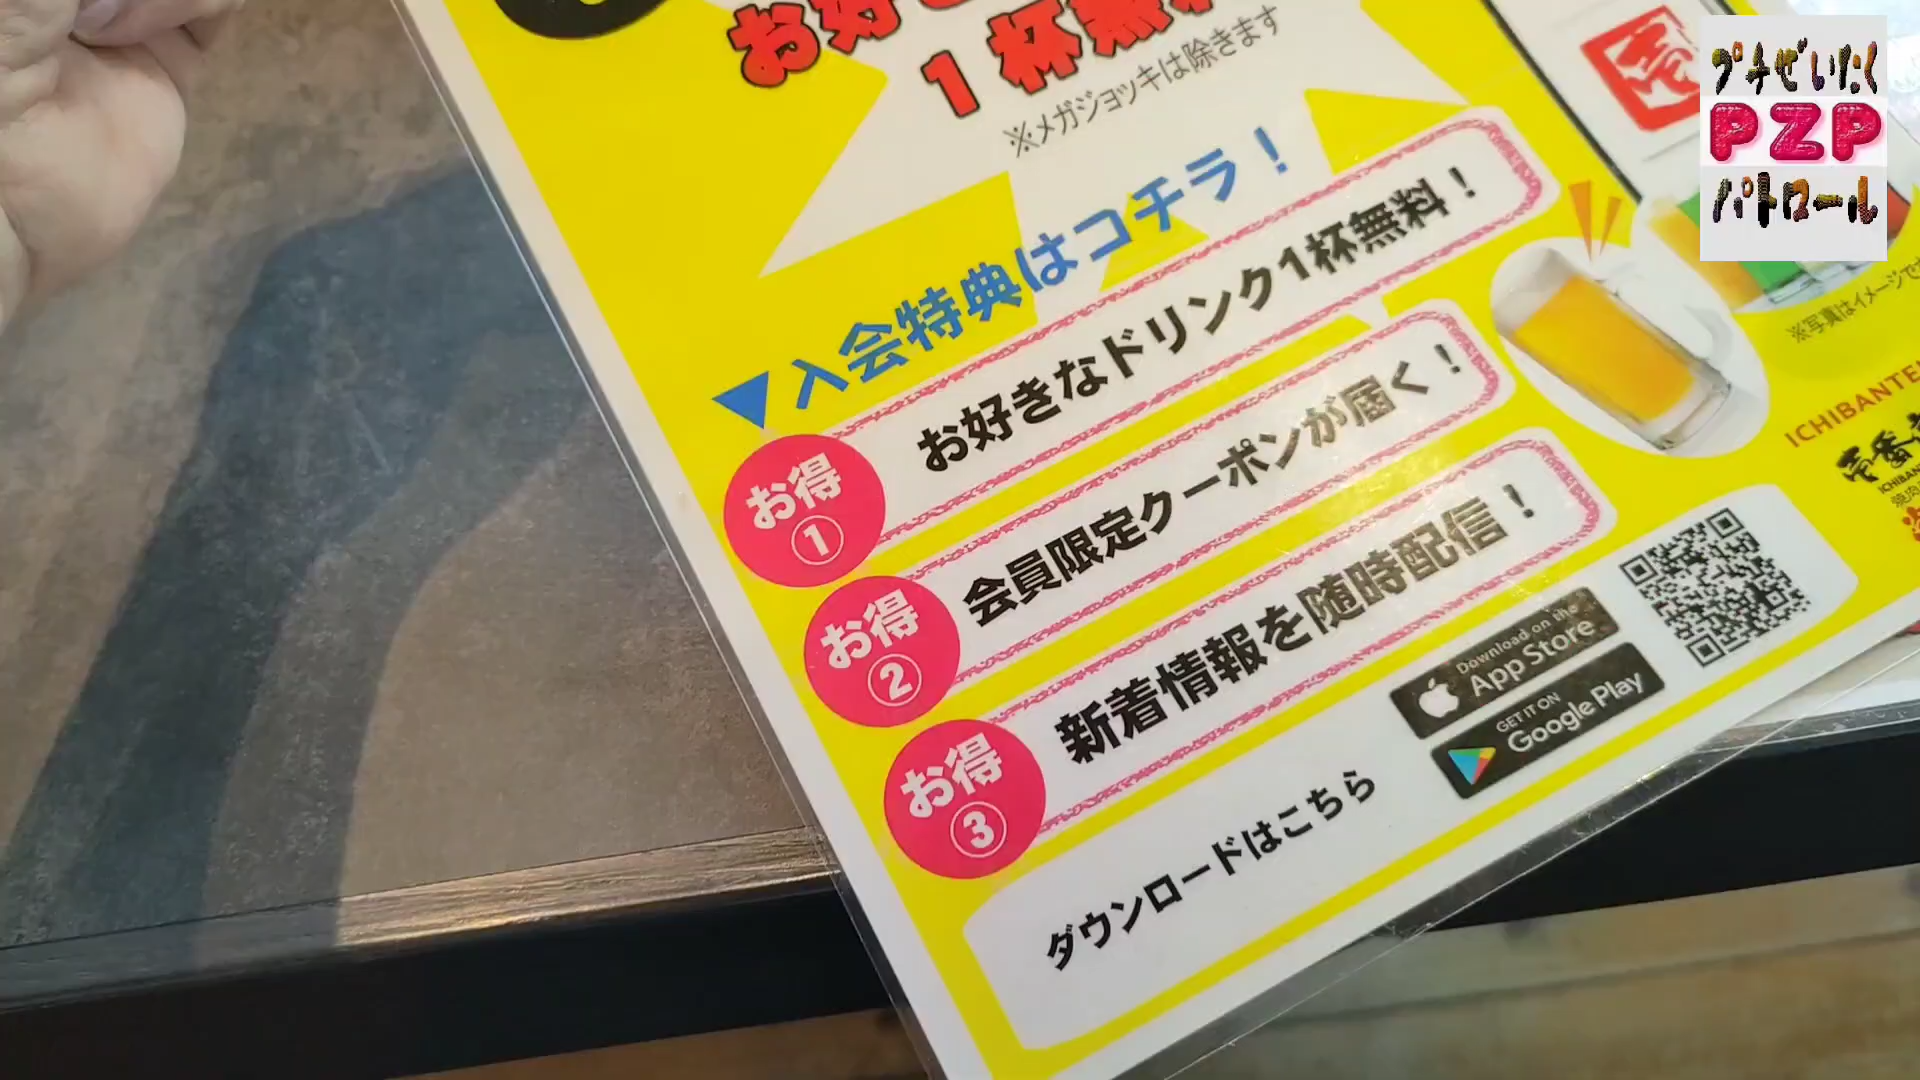 1杯無料
※メガジョッキは除きます
▼入会特典はコチラ！
お得① お好きなドリンク1杯無料！
お得② 会員限定クーポンが届く！
お得③ 新着情報を随時配信！
ダウンロードはこちら
Download on the
App Store
GET IT ON
Google Play
壱
※写真はイメージで
プチぜいたく
PZP
パトロール